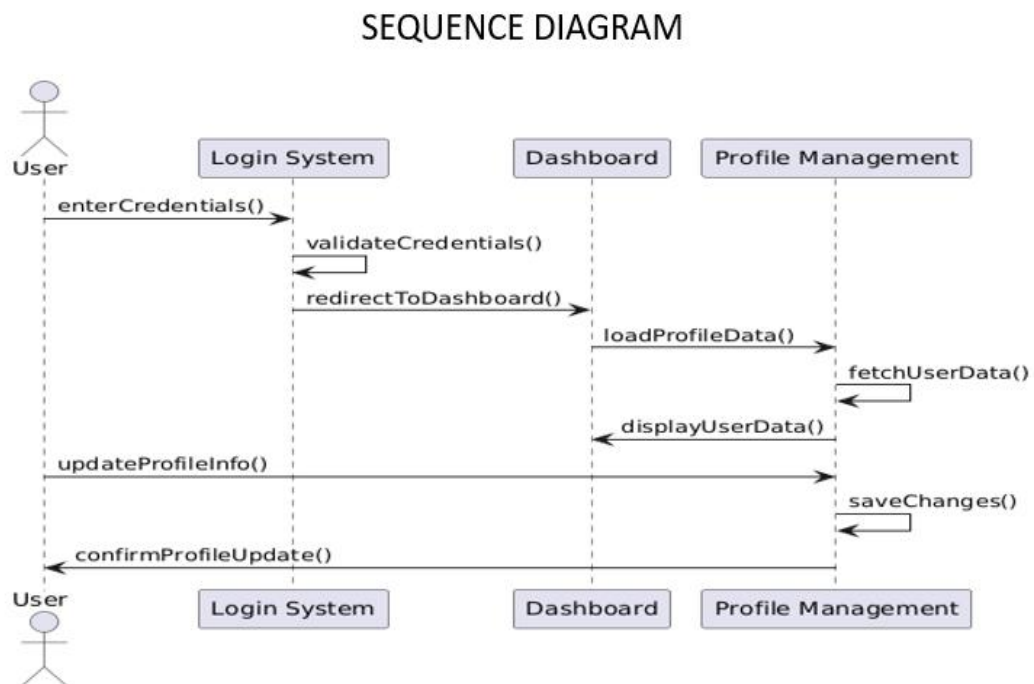 SEQUENCE DIAGRAM
User
Login System
Dashboard
Profile Management
enterCredentials()
validateCredentials()
redirectToDashboard()
loadProfileData()
fetchUserData()
displayUserData()
updateProfileInfo()
saveChanges()
confirmProfileUpdate()
User
Login System
Dashboard
Profile Management